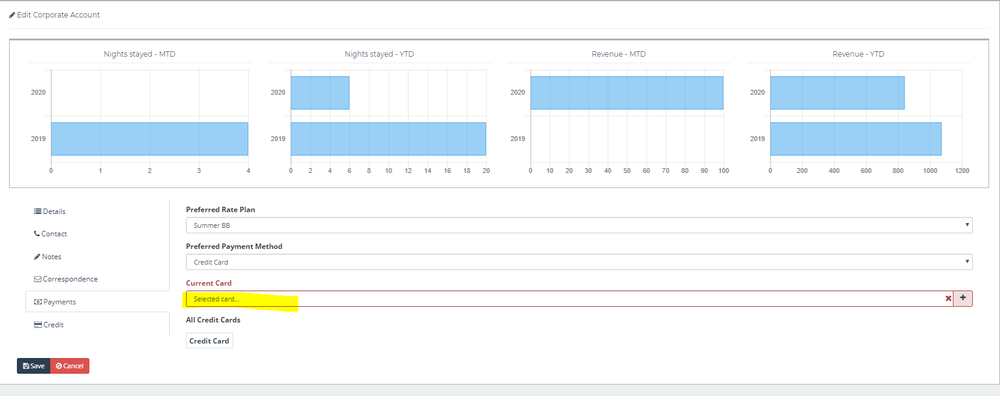 Edit Corporate Account
Nights stayed - MTD
Nights stayed - YTD
Revenue - MTD
Revenue - YTD
2020
2019
0 1 2 3 4
2020
2019
0 2 4 6 8 10 12 14 16 18 20
2020
2019
0 10 20 30 40 50 60 70 80 90 100
2020
2019
0 200 400 600 800 1000 1200
Details
Contact
Notes
Correspondence
Payments
Credit
Preferred Rate Plan
Summer BB
Preferred Payment Method
Credit Card
Current Card
Selected card...
All Credit Cards
Credit Card
Save
Cancel